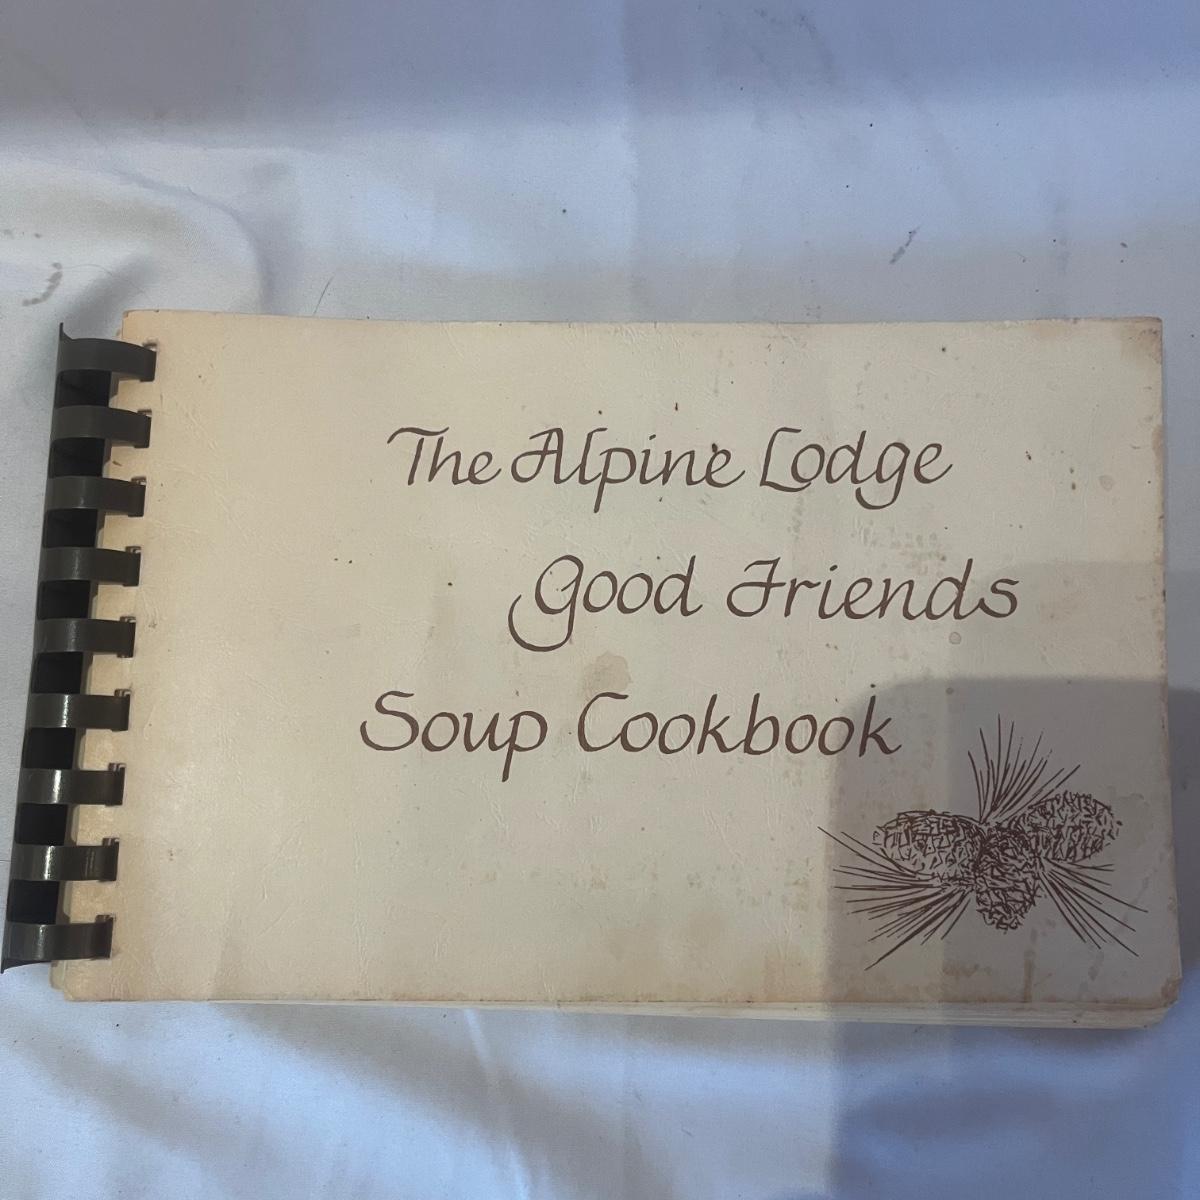 The Alpine Lodge
Good Friends
Soup Cookbook